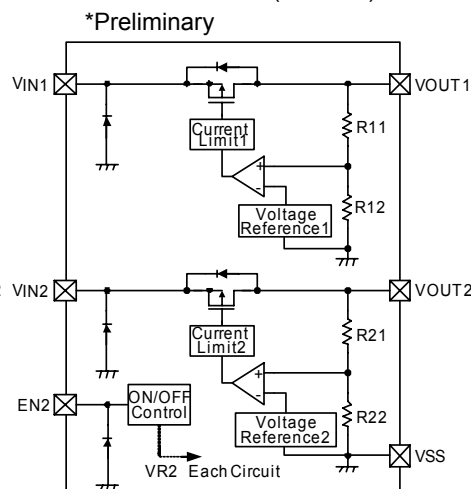 *Preliminary
VIN1
VOUT1
Current
Limit1
R11
+
-
R12
Voltage
Reference1
VIN2
VOUT2
Current
Limit2
R21
+
-
EN2
ON/OFF
Control
R22
Voltage
Reference2
VSS
VR2 Each Circuit